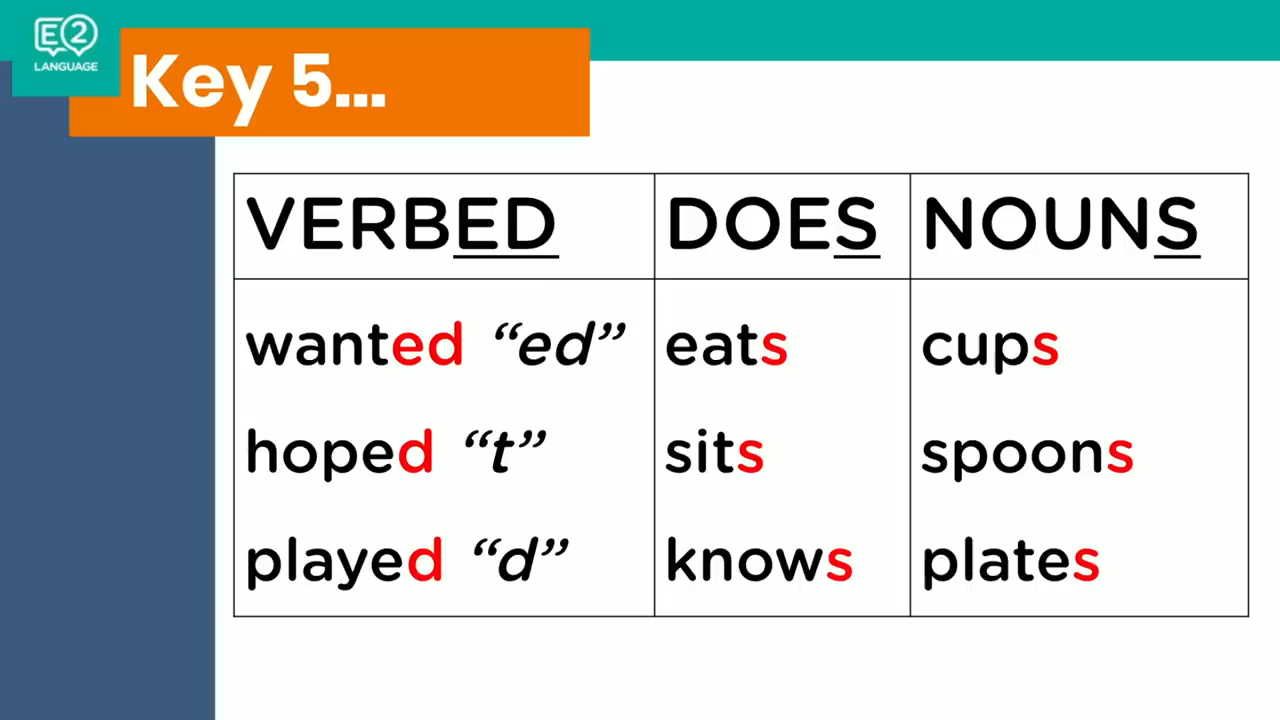 E2
LANGUAGE
Key 5...
VERBED DOES NOUNS
wanted “ed” eats cups
hoped “t” sits spoons
played “d” knows plates